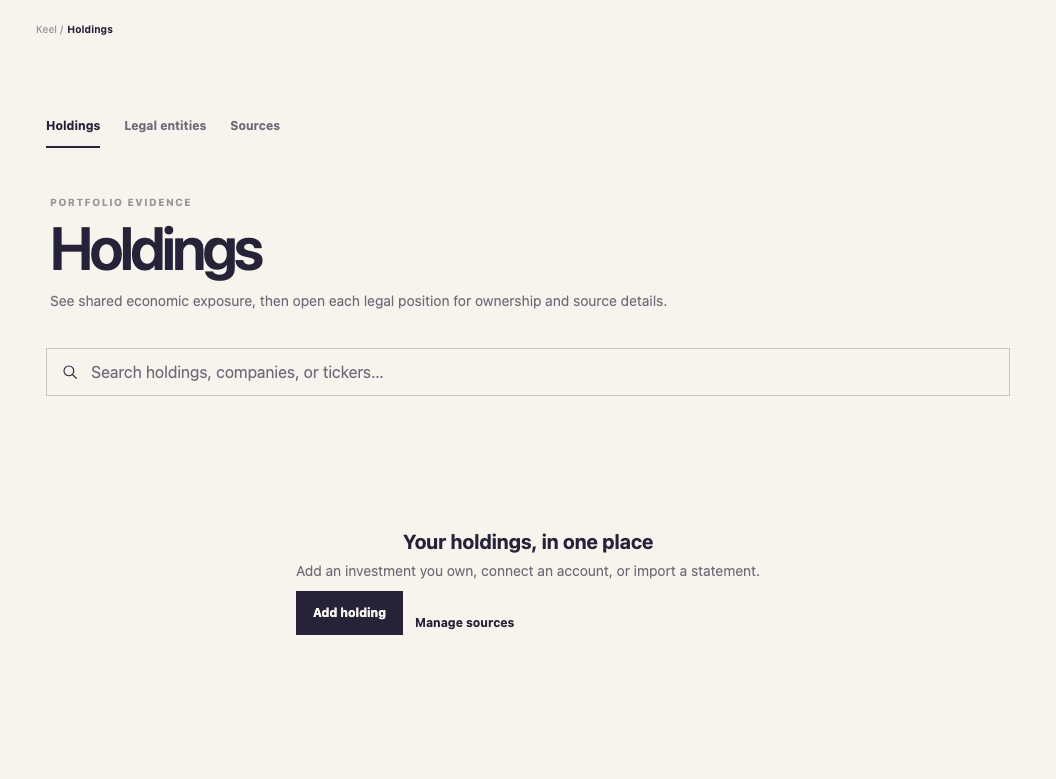 Keel / Holdings
Holdings Legal entities Sources
PORTFOLIO EVIDENCE
Holdings
See shared economic exposure, then open each legal position for ownership and source details.
Search holdings, companies, or tickers...
Your holdings, in one place
Add an investment you own, connect an account, or import a statement.
Add holding Manage sources